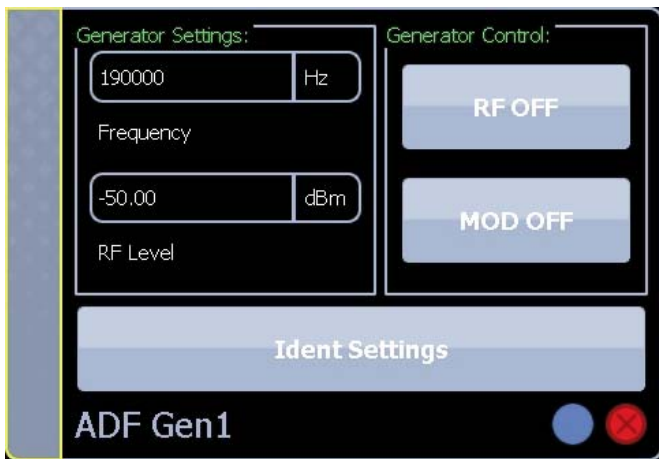 Generator Settings:
190000 Hz
Frequency
-50.00 dBm
RF Level
Generator Control:
RF OFF
MOD OFF
Ident Settings
ADF Gen1